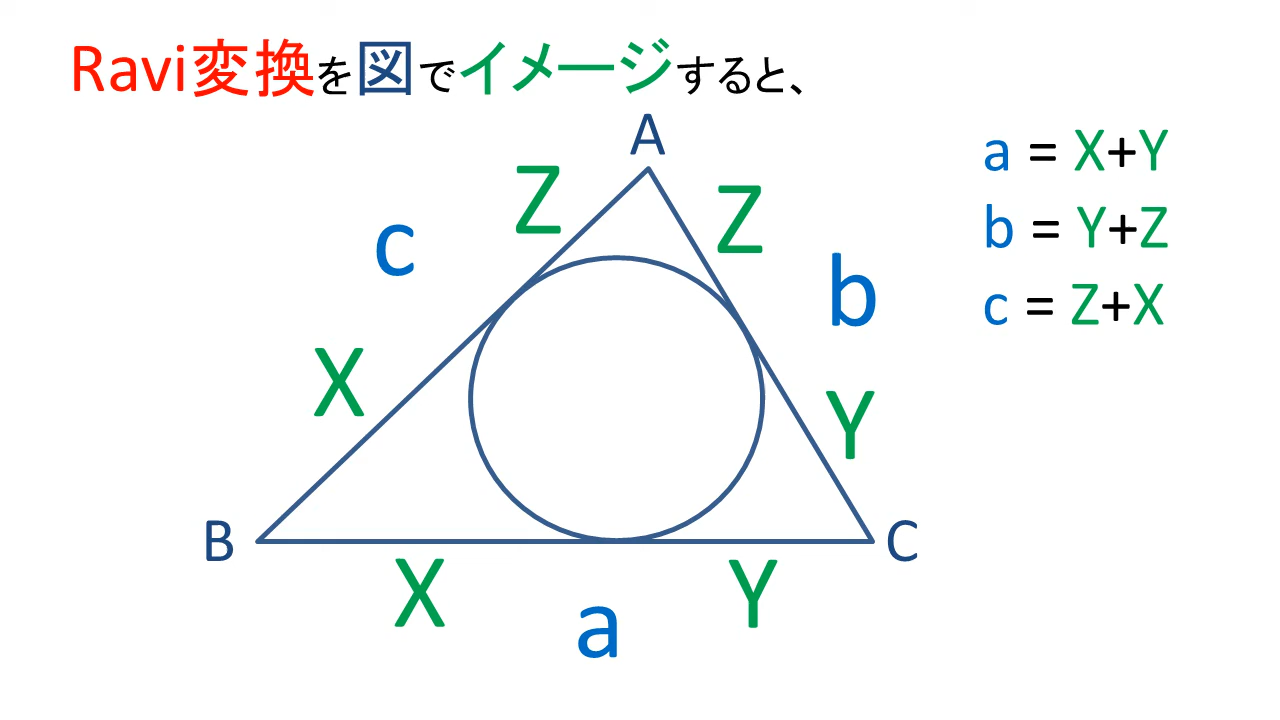 Ravi変換を図でイメージすると、
A
a = X+Y
Z
Z
b = Y+Z
c
b
c = Z+X
X
Y
B
C
X
Y
a